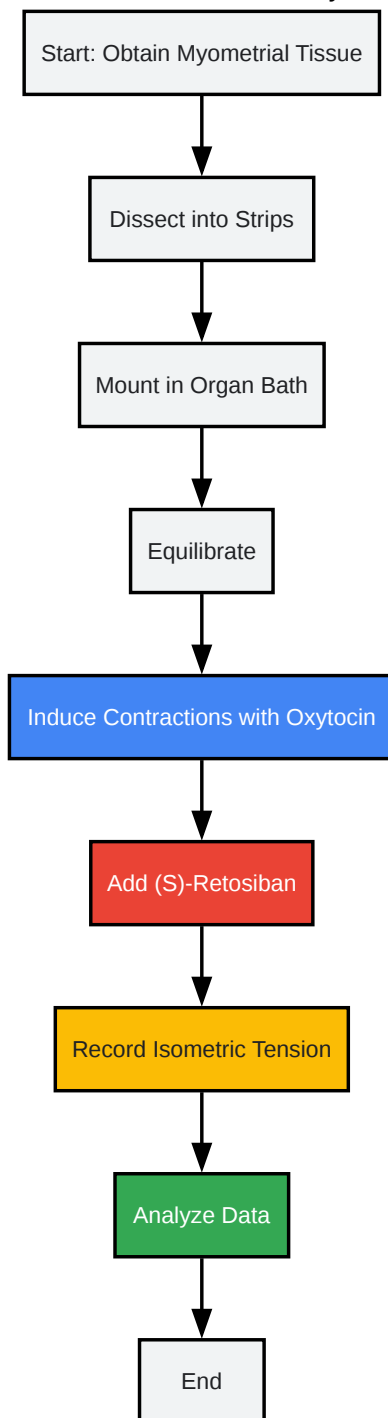 Start: Obtain Myometrial Tissue
Dissect into Strips
Mount in Organ Bath
Equilibrate
Induce Contractions with Oxytocin
Add (S)-Retosiban
Record Isometric Tension
Analyze Data
End